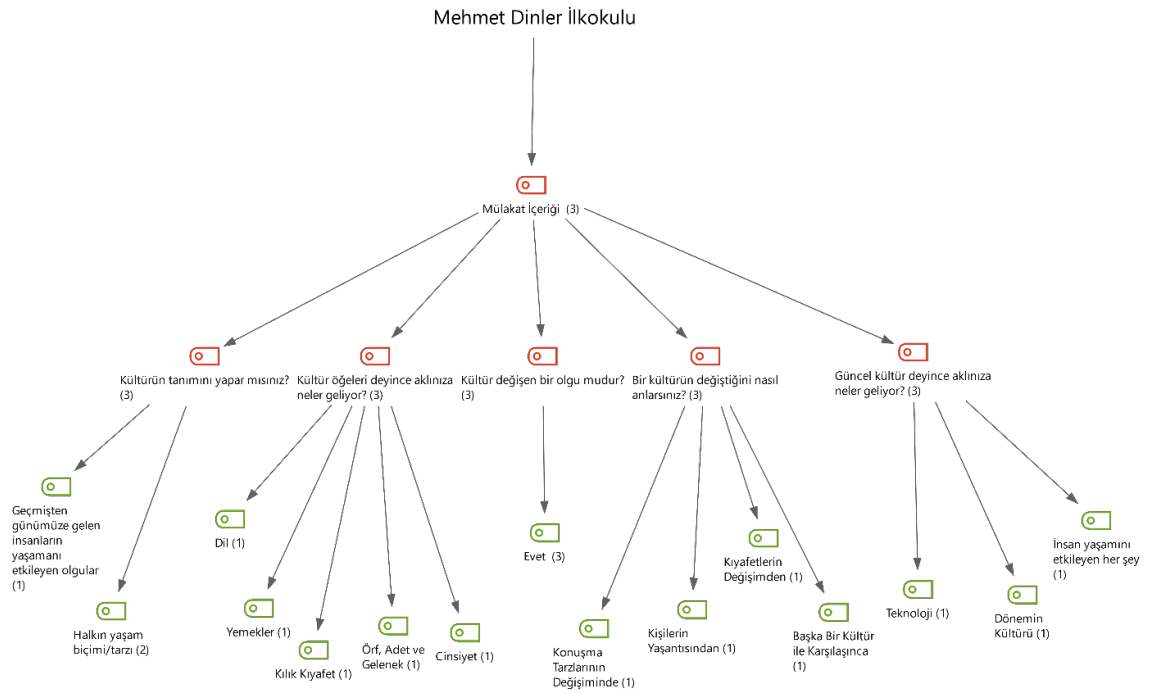 Mehmet Dinler İlkokulu
Mülakat İçeriği (3)
Kültürün tanımını yapar mısınız?
(3)
Kültür öğeleri deyince aklınıza
neler geliyor? (3)
Kültür değişen bir olgu mudur?
(3)
Bir kültürün değiştiğini nasıl
anlarsınız? (3)
Güncel kültür deyince aklınıza
neler geliyor? (3)
Geçmişten
günümüze gelen
insanların
yaşamanı
etkileyen olgular
(1)
Halkın yaşam
biçimi/tarzı (2)
Dil (1)
Yemekler (1)
Kılık Kıyafet (1)
Örf, Adet ve
Gelenek (1)
Cinsiyet (1)
Evet (3)
Konuşma
Tarzlarının
Değişiminde (1)
Kişilerin
Yaşantısından (1)
Kıyafetlerin
Değişimden (1)
Başka Bir Kültür
ile Karşılaşınca
(1)
Teknoloji (1)
Dönemin
Kültürü (1)
İnsan yaşamını
etkileyen her şey
(1)